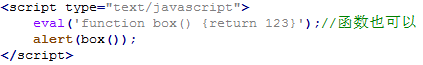 <script type="text/javascript">
    eval('function box() {return 123}');//函数也可以
    alert(box());
</script>